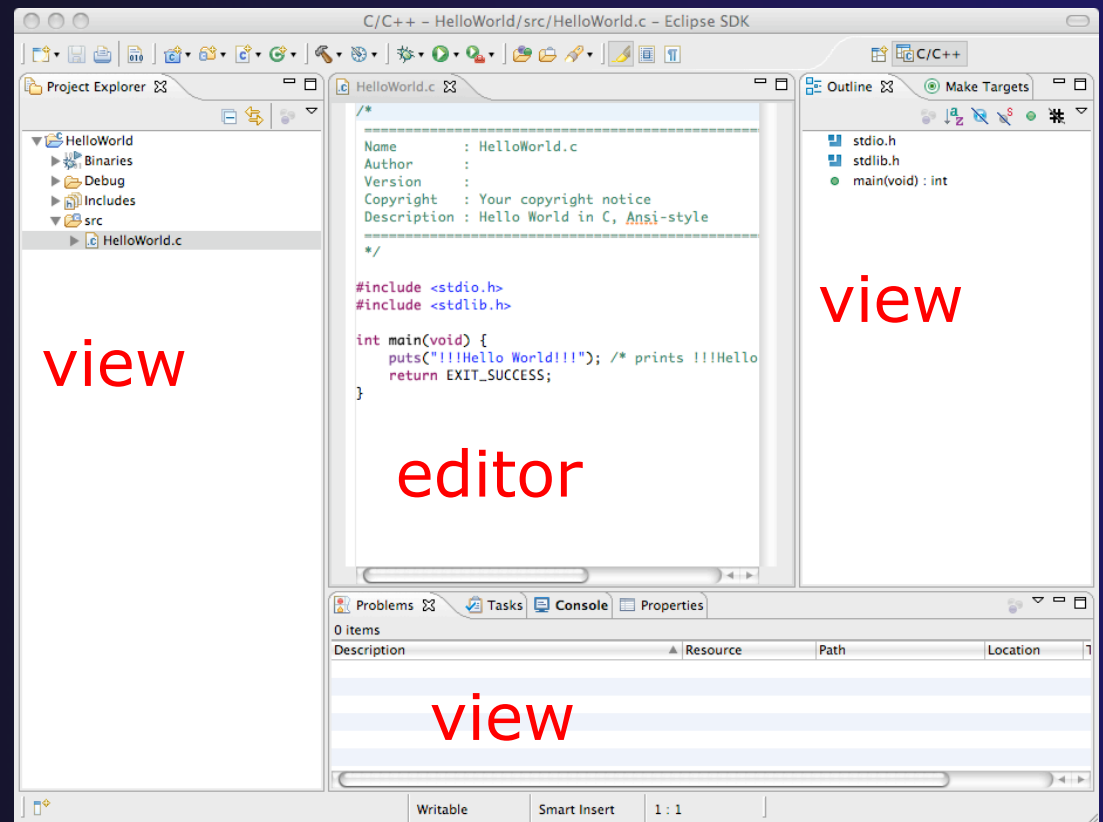 C/C++ – HelloWorld/src/HelloWorld.c – Eclipse SDK
C/C++
Project Explorer
HelloWorld
Binaries
Debug
Includes
src
HelloWorld.c
view
HelloWorld.c
/*
============================================
Name        : HelloWorld.c
Author      :
Version     :
Copyright   : Your copyright notice
Description : Hello World in C, Ansi-style
============================================
*/
#include <stdio.h>
#include <stdlib.h>
int main(void) {
puts("!!!Hello World!!!"); /* prints !!!Hello
return EXIT_SUCCESS;
}
editor
Outline Make Targets
stdio.h
stdlib.h
main(void) : int
view
Problems Tasks Console Properties
0 items
Description Resource Path Location T
view
Writable Smart Insert 1 : 1